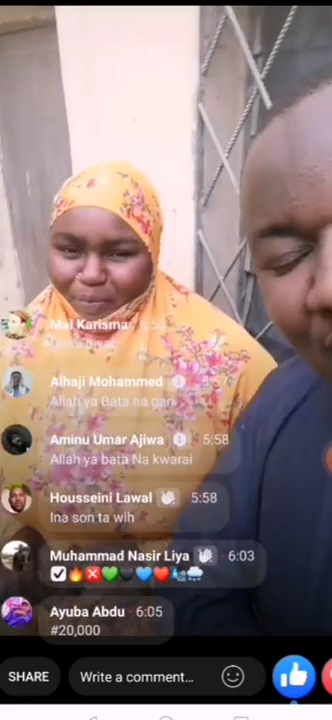 Mai Karisma
Alhaji Mohammed
Allah ya Bata na gari
Aminu Umar Ajiwa 5:58
Allah ya bata Na kwarai
Housseini Lawal 5:58
Ina son ta wlh
Muhammad Nasir Liya · 6:03
☑️🔥❎💚🖤💙❤️
Ayuba Abdu · 6:05
#20,000
SHARE
Write a comment...